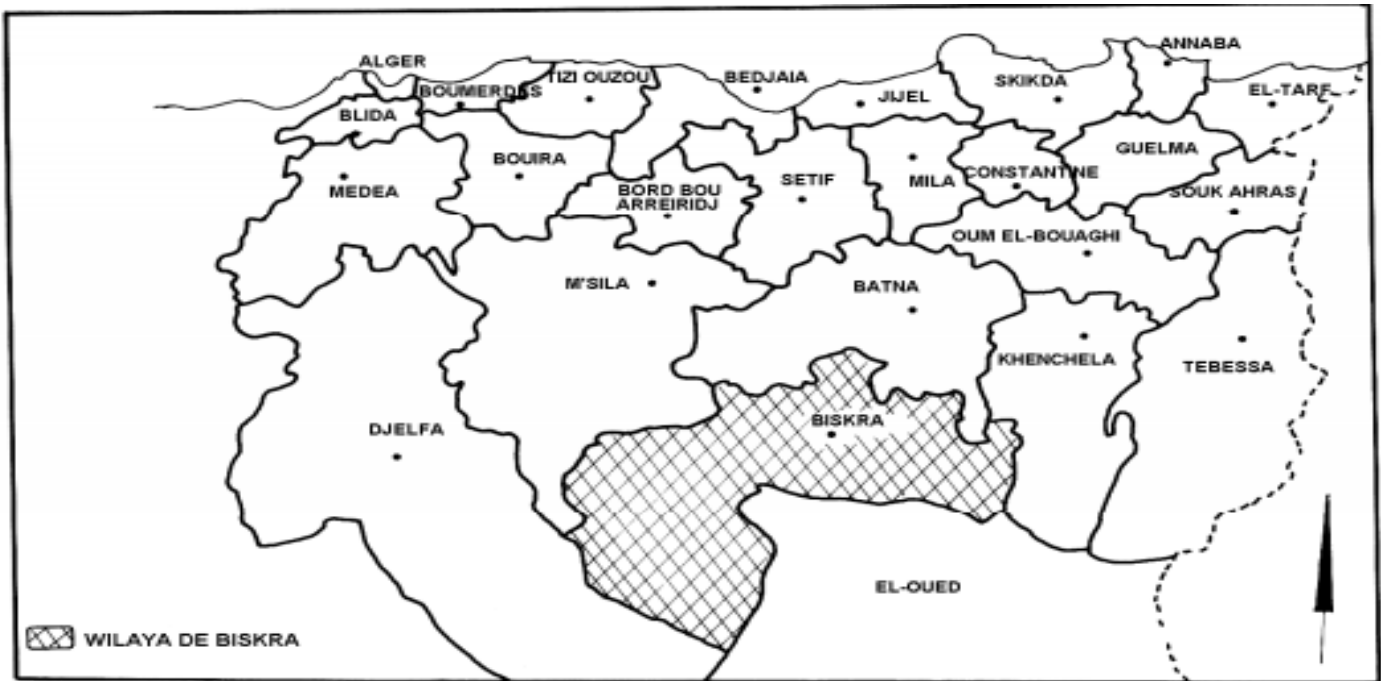 ALGER
BOUMERDES
TIZI OUZOU
BEDJAIA
JIJEL
SKIKDA
ANNABA
EL-TARF
BLIDA
MEDEA
BOUIRA
BORD BOU
ARREIRIDJ
SETIF
MILA
CONSTANTINE
GUELMA
SOUK AHRAS
OUM EL-BOUAGHI
M'SILA
BATNA
KHENCHELA
TEBESSA
DJELFA
BISKRA
EL-OUED
WILAYA DE BISKRA